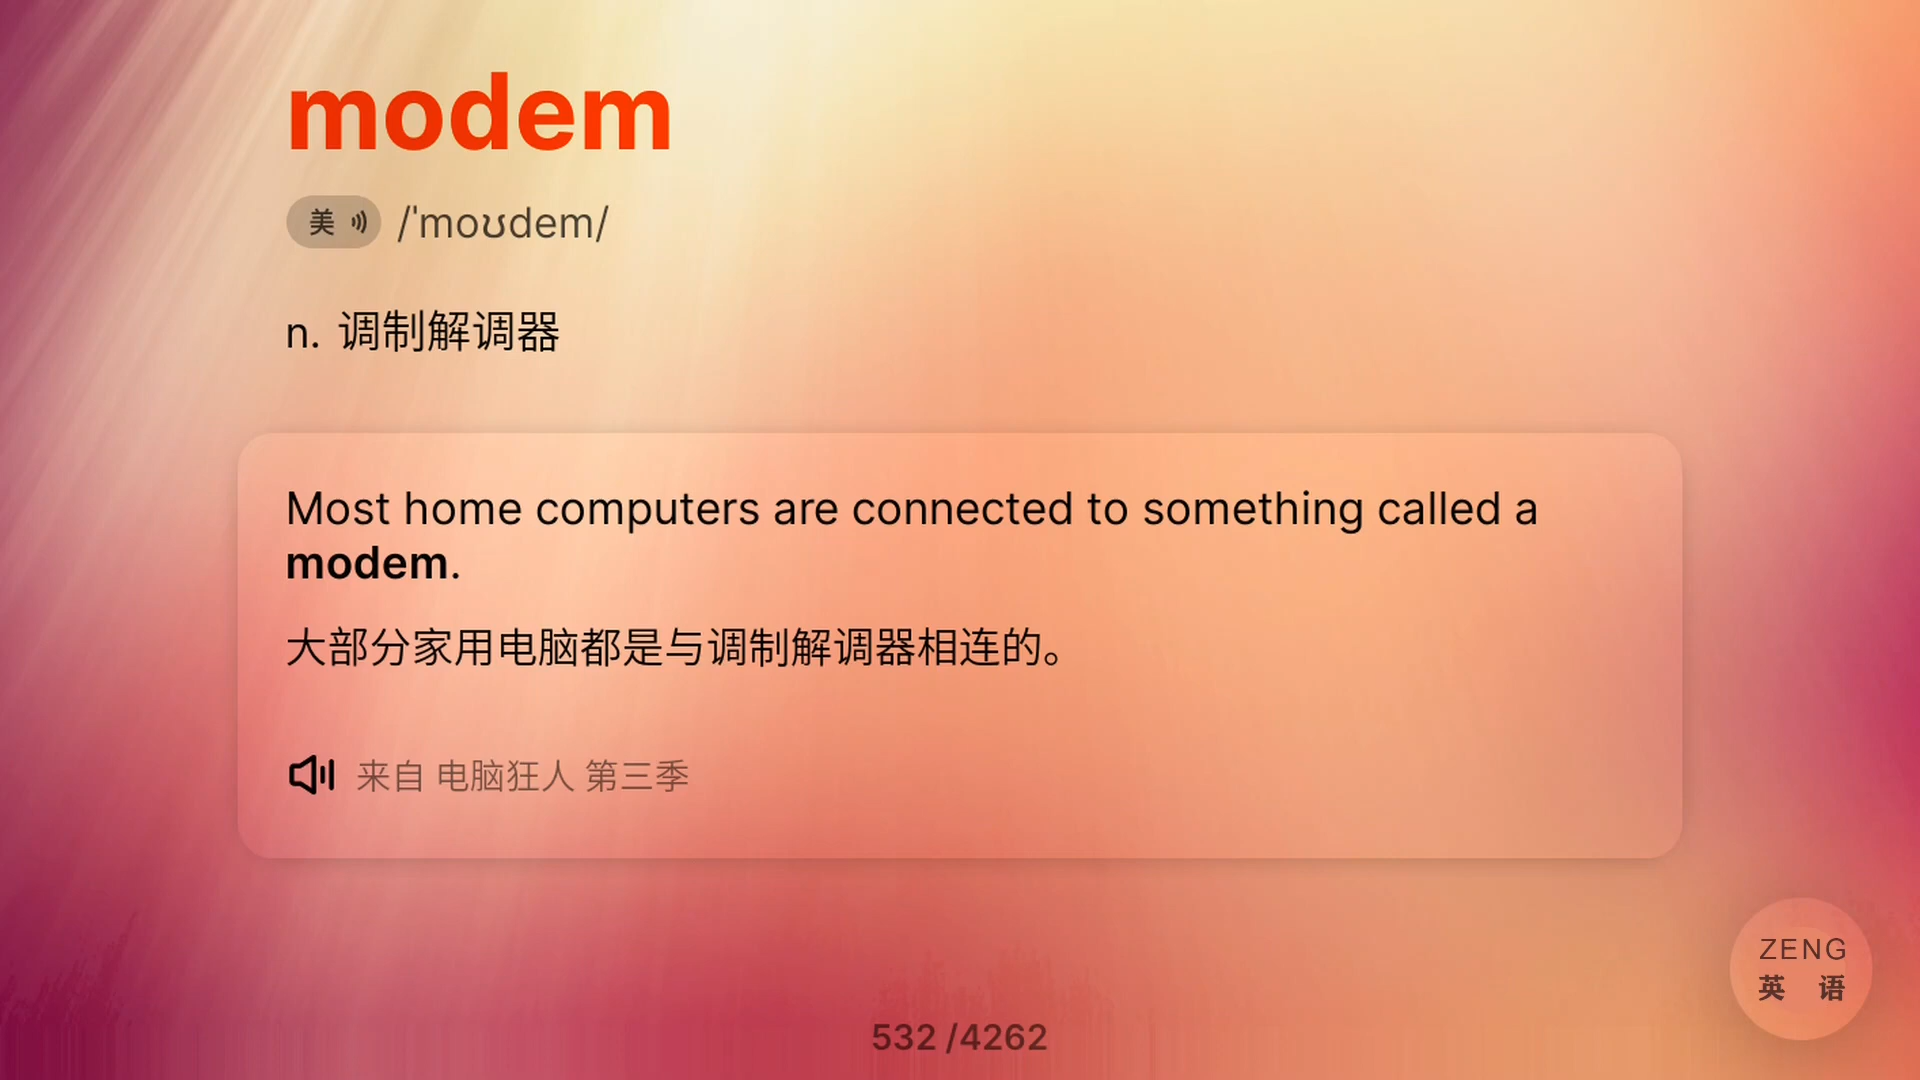 modem
美 /ˈmoʊdem/
n. 调制解调器
Most home computers are connected to something called a
modem.
大部分家用电脑都是与调制解调器相连的。
来自 电脑狂人 第三季
ZENG
英 语
532 /4262